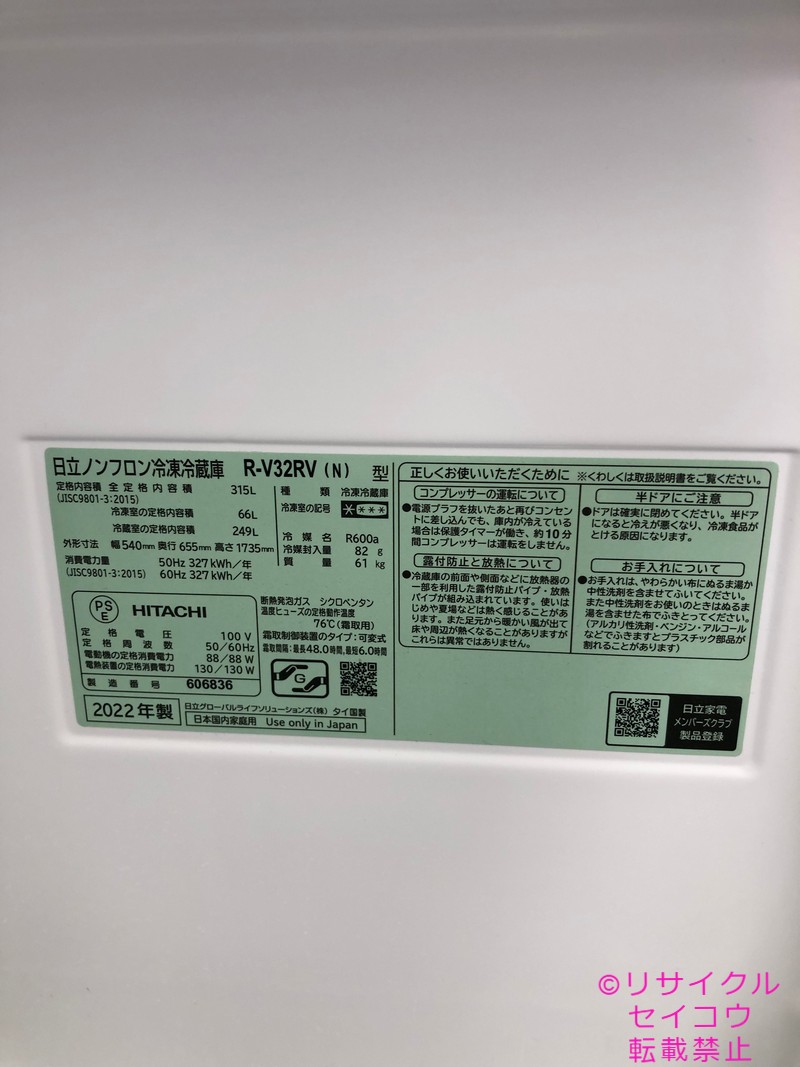 日立ノンフロン冷凍冷蔵庫 R-V32RV (N) 型
定格内容積 全定格内容積 315L
(JISC9801-3:2015)
冷凍室の定格内容積 66L
冷蔵室の定格内容積 249L
外形寸法 幅540mm 奥行655mm 高さ1735mm
消費電力量 50Hz 327 kWh/年
(JISC9801-3:2015) 60Hz 327 kWh/年
種類 冷凍冷蔵庫
冷凍室の記号 ****
冷媒名 R600a
冷媒封入量 82 g
質量 61 kg
PSE HITACHI
定格電圧 100 V
定格周波数 50/60Hz
電動機の定格消費電力 88/88 W
電熱装置の定格消費電力 130/130 W
製造番号 606836
断熱発泡ガス シクロペンタン
温度ヒューズの定格動作温度
76℃(霜取用)
霜取制御装置のタイプ:可変式
霜取間隔:最長48.0時間,最短6.0時間
G
2022年製
日立グローバルライフソリューションズ(株) タイ国製
日本国内家庭用 Use only in Japan
正しくお使いいただくために ※くわしくは取扱説明書をご覧ください。
コンプレッサーの運転について
●電源プラフを抜いたあと再びコンセン
トに差し込んでも、庫内が冷えている
場合は保護タイマーが働き、約10分
間コンプレッサーは運転をしません。
露付防止と放熱について
●冷蔵庫の前面や側面などに放熱器の
一部を利用した露付防止パイプ・放熱
パイプが組み込まれています。使いは
じめや夏場などは熱く感じることがあ
ります。また足元から暖かい風が出て
床や周辺が熱くなることがありますが
これらは異常ではありません。
半ドアにご注意
●ドアは確実に閉めてください。半ドア
になると冷えが悪くなり、冷凍食品が
とける原因になります。
お手入れについて
●お手入れは、やわらかい布にぬるま湯か
中性洗剤を含ませてふいてください。
また中性洗剤をお使いのときはぬるま
湯を含ませた布でふきとってください。
(アルカリ性洗剤・ベンジン・アルコール
などでふきますとプラスチック部品が
割れることがあります)
日立家電
メンバーズクラブ
製品登録
©リサイクル
セイコウ
転載禁止